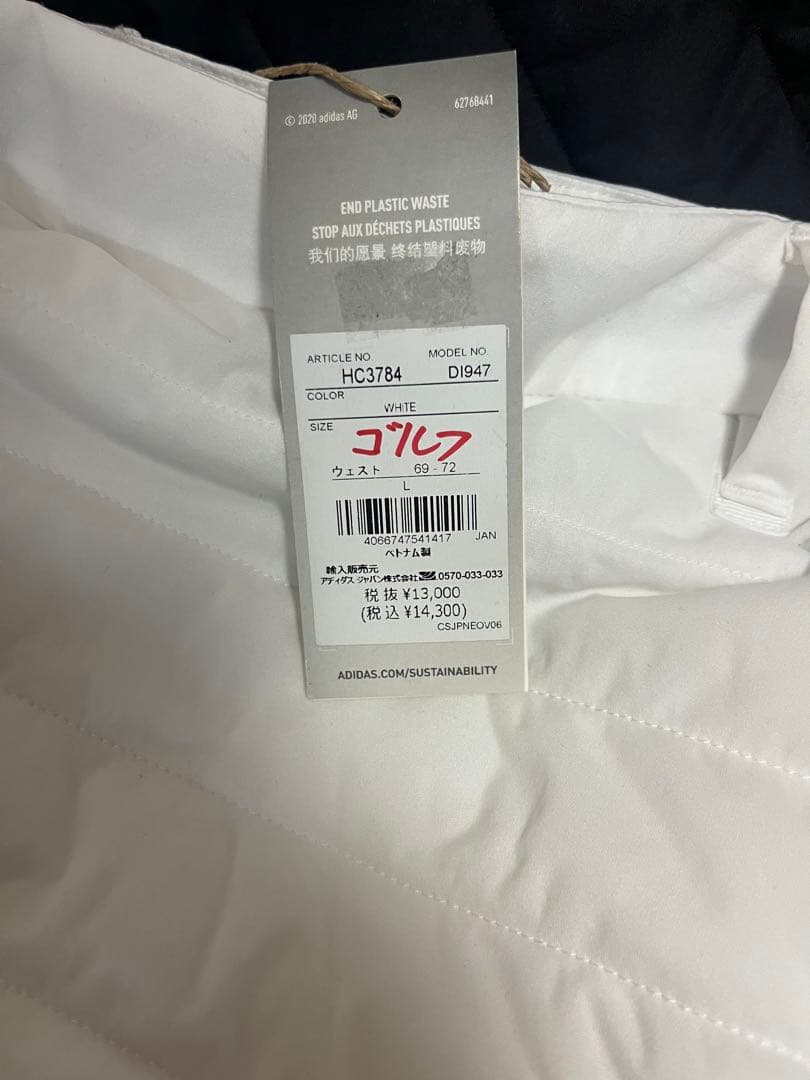 © 2020 adidas AG
62768441
END PLASTIC WASTE
STOP AUX DÉCHETS PLASTIQUES
我们的愿景 终结塑料废物
ARTICLE NO. MODEL NO.
HC3784 DI947
COLOR
WHITE
SIZE
ゴルフ
ウェスト 69-72
L
4066747541417 JAN
ベトナム製
輸入販売元
アディダス ジャパン株式会社 0570-033-033
税抜 ¥13,000
(税込 ¥14,300)
CSJPNEOV06
ADIDAS.COM/SUSTAINABILITY